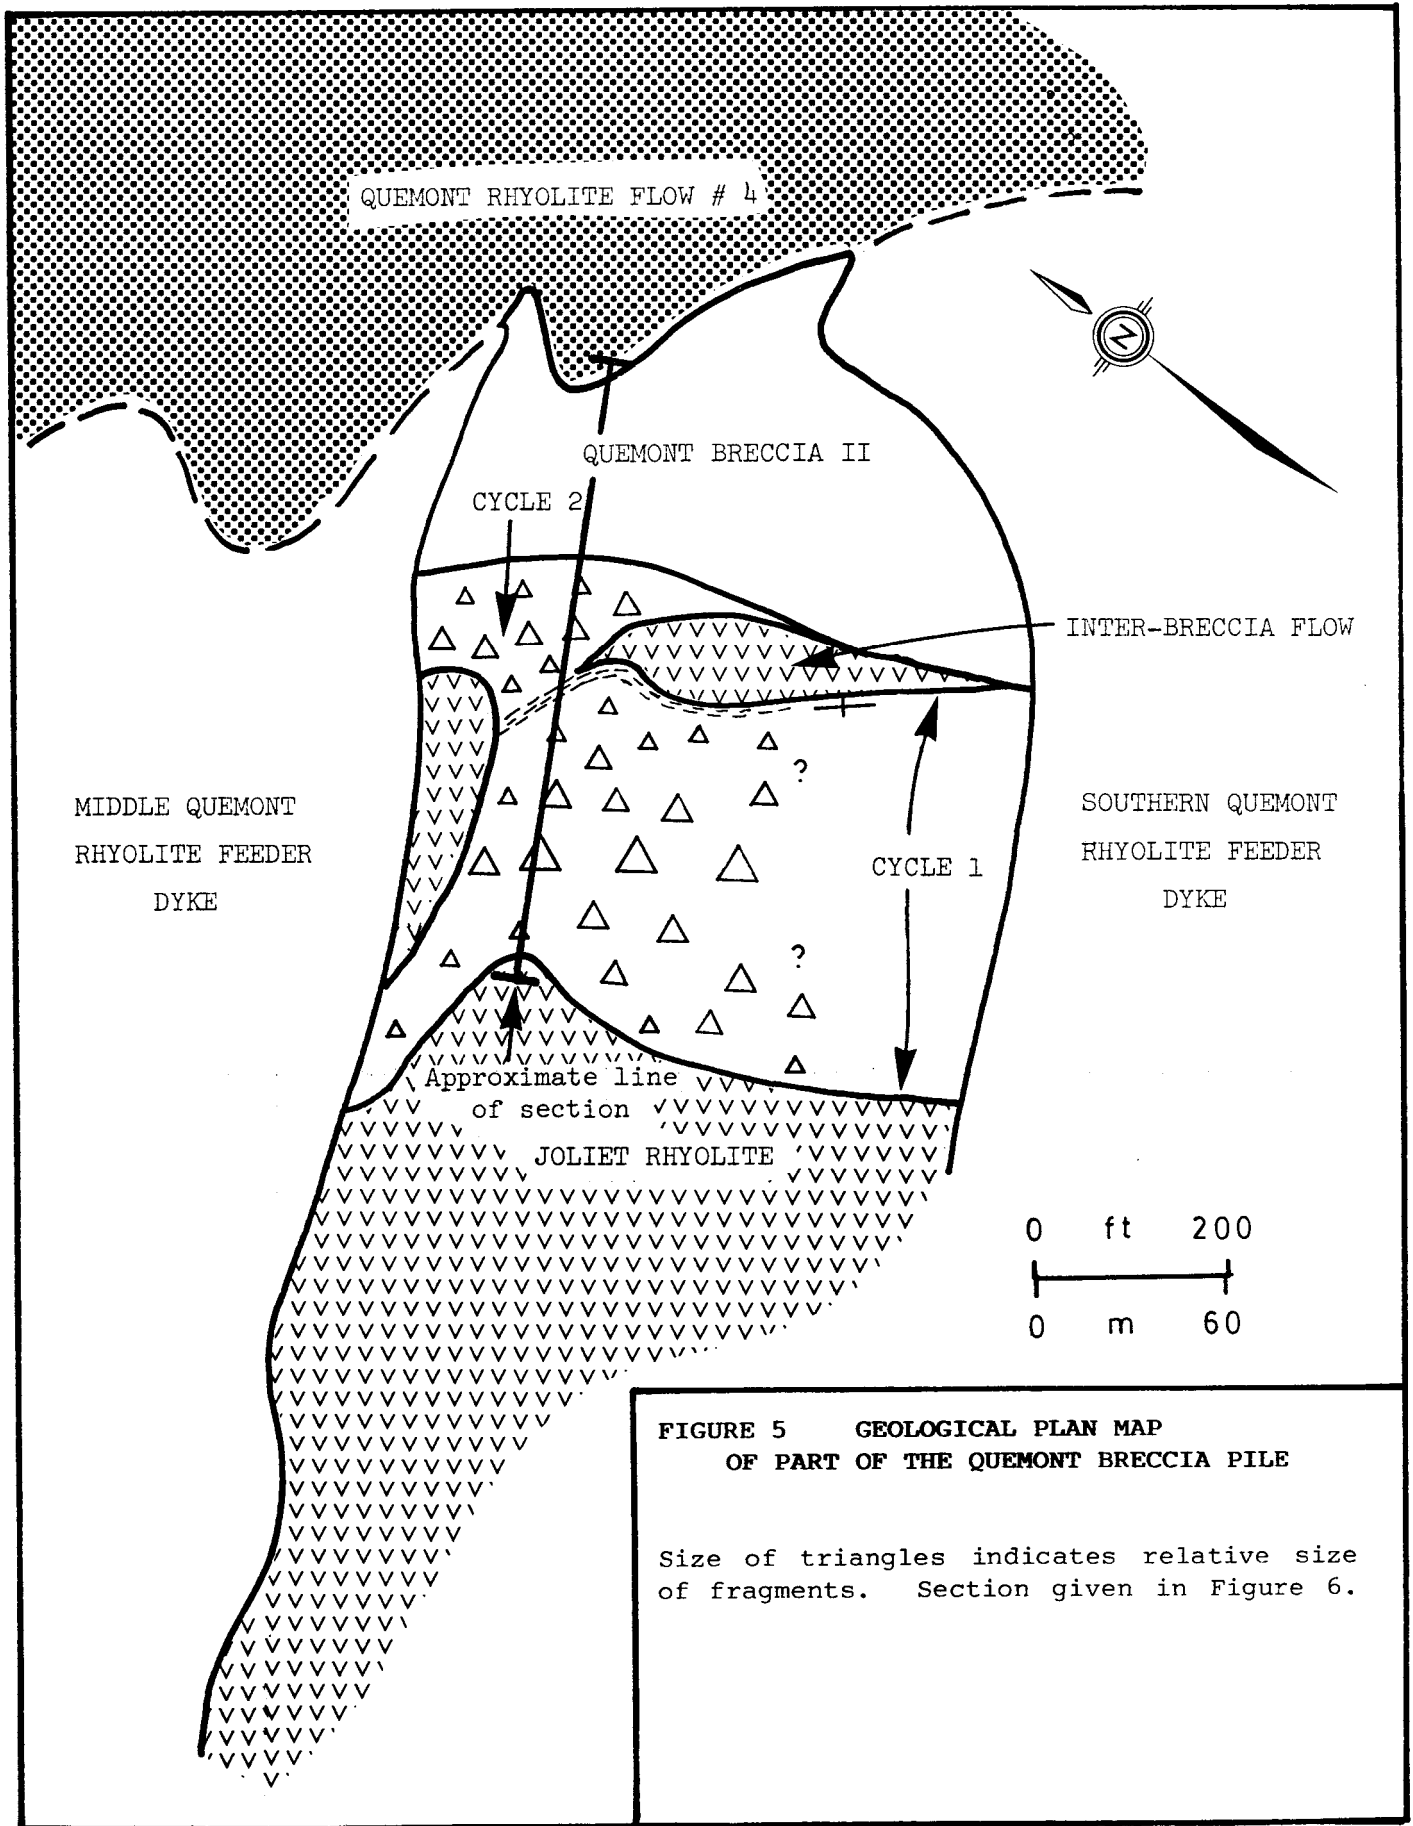 QUEMONT RHYOLITE FLOW # 4
N
QUEMONT BRECCIA II
CYCLE 2
INTER-BRECCIA FLOW
MIDDLE QUEMONT
RHYOLITE FEEDER
DYKE
?
SOUTHERN QUEMONT
RHYOLITE FEEDER
DYKE
CYCLE 1
?
Approximate line
of section
JOLIET RHYOLITE
0 ft 200
0 m 60
FIGURE 5 GEOLOGICAL PLAN MAP
OF PART OF THE QUEMONT BRECCIA PILE
Size of triangles indicates relative size
of fragments. Section given in Figure 6.